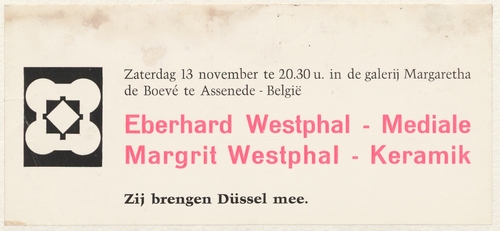 Zaterdag 13 november te 20.30 u. in de galerij Margaretha
de Boevé te Assenede - België
Eberhard Westphal - Mediale
Margrit Westphal - Keramik
Zij brengen Düssel mee.